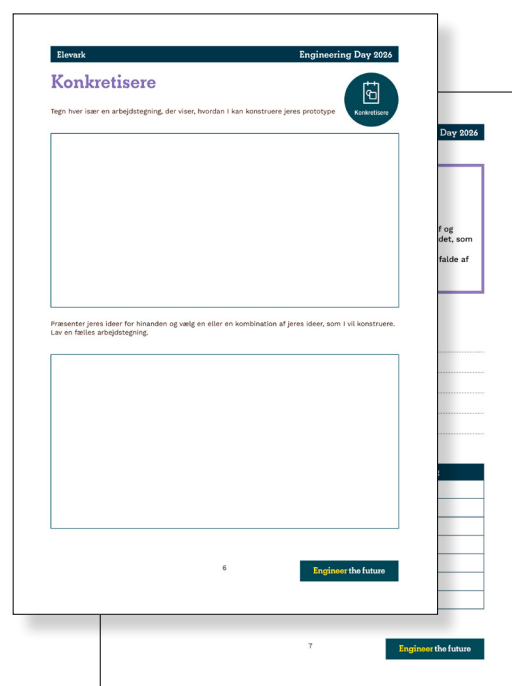 Elevark
Engineering Day 2026
Konkretisere
Tegn hver især en arbejdstegning, der viser, hvordan I kan konstruere jeres prototype
Konkretisere
Præsenter jeres ideer for hinanden og vælg en eller en kombination af jeres ideer, som I vil konstruere.
Lav en fælles arbejdstegning.
6
Engineer the future
Day 2026
f og
det, som
falde af
7
Engineer the future